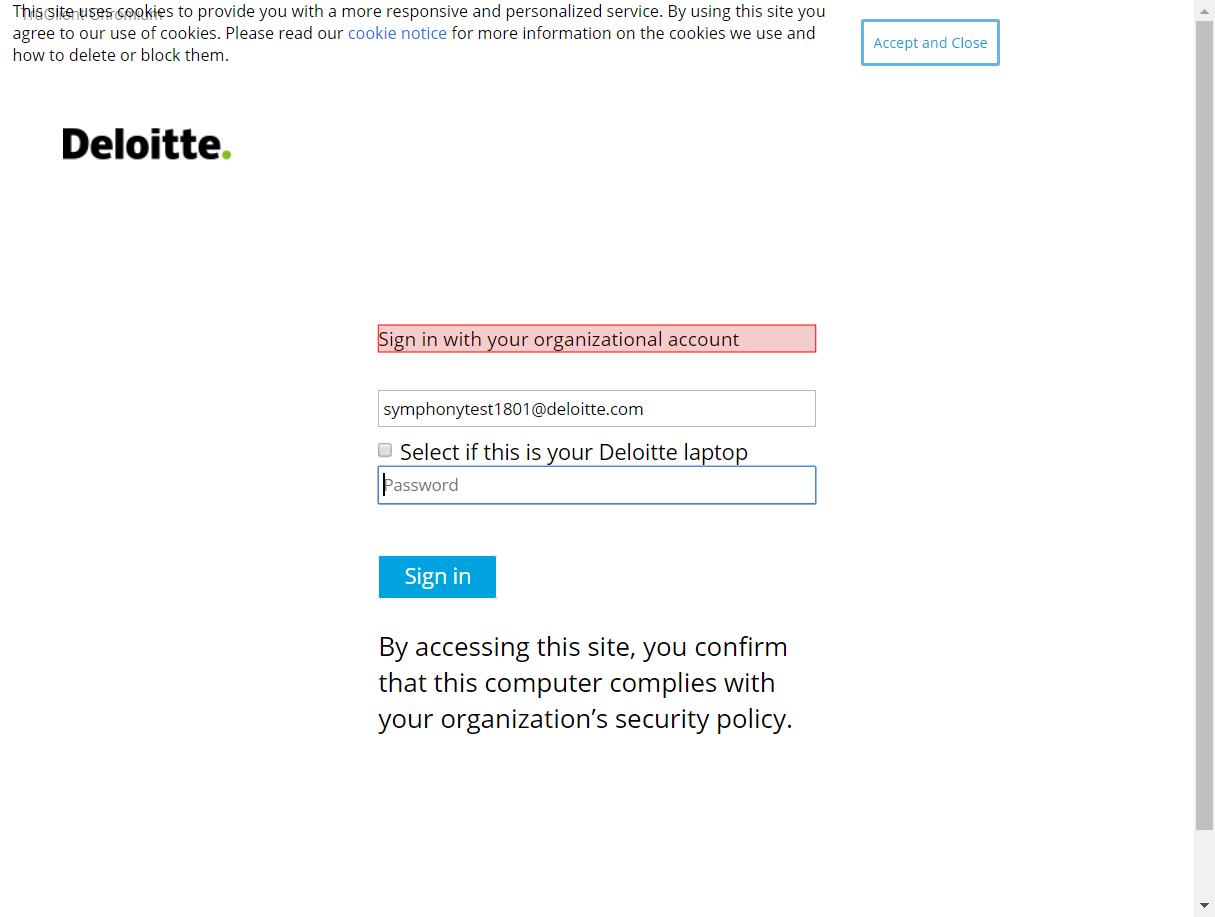 This site uses cookies to provide you with a more responsive and personalized service. By using this site you
agree to our use of cookies. Please read our cookie notice for more information on the cookies we use and
how to delete or block them.
Accept and Close
TruClient Chromium
Deloitte.
Sign in with your organizational account
symphonytest1801@deloitte.com
Select if this is your Deloitte laptop
Password
Sign in
By accessing this site, you confirm
that this computer complies with
your organization’s security policy.